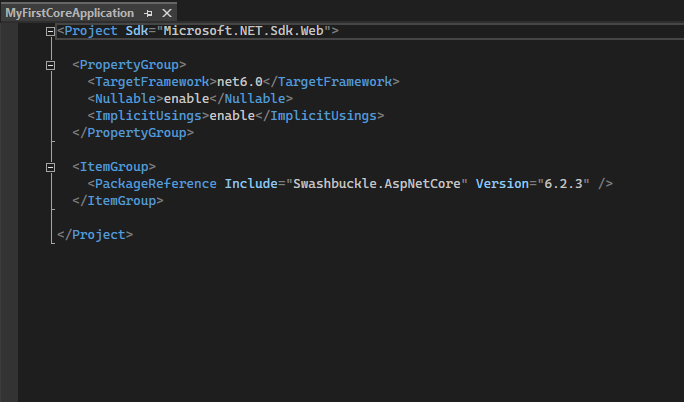 MyFirstCoreApplication
<Project Sdk="Microsoft.NET.Sdk.Web">
<PropertyGroup>
<TargetFramework>net6.0</TargetFramework>
<Nullable>enable</Nullable>
<ImplicitUsings>enable</ImplicitUsings>
</PropertyGroup>
<ItemGroup>
<PackageReference Include="Swashbuckle.AspNetCore" Version="6.2.3" />
</ItemGroup>
</Project>